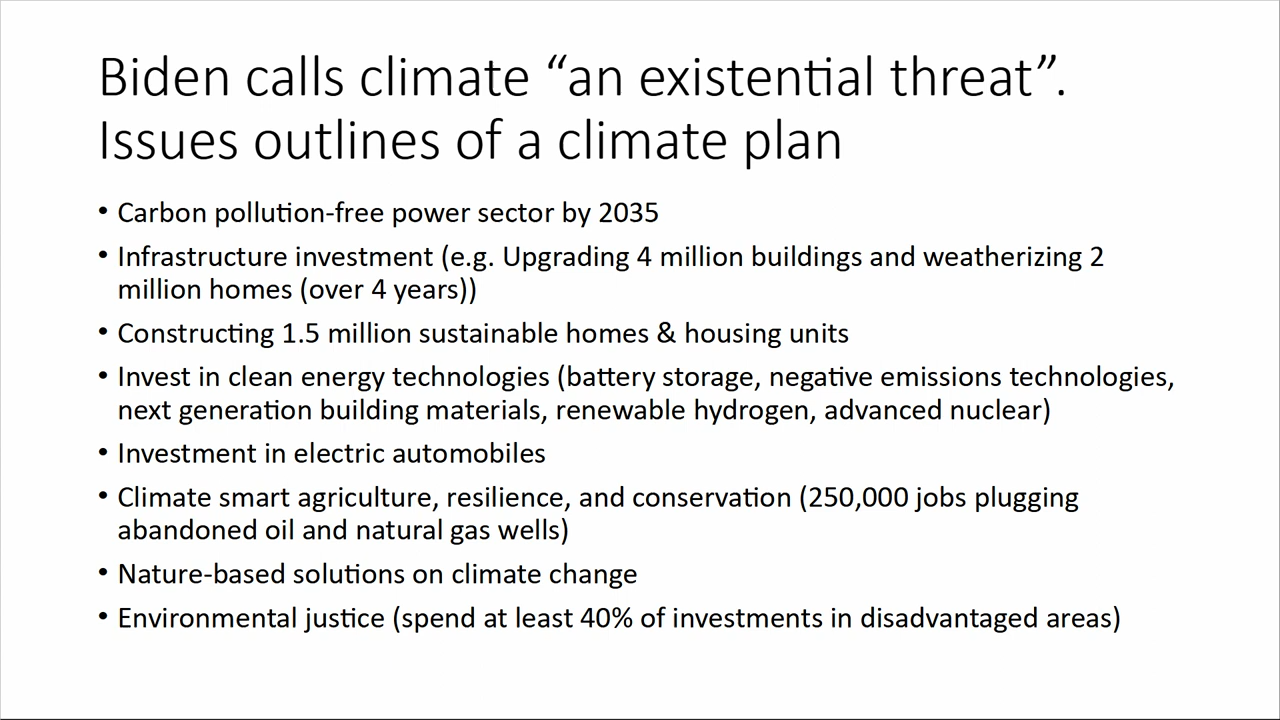 Biden calls climate “an existential threat”.
Issues outlines of a climate plan
• Carbon pollution-free power sector by 2035
• Infrastructure investment (e.g. Upgrading 4 million buildings and weatherizing 2
million homes (over 4 years))
• Constructing 1.5 million sustainable homes & housing units
• Invest in clean energy technologies (battery storage, negative emissions technologies,
next generation building materials, renewable hydrogen, advanced nuclear)
• Investment in electric automobiles
• Climate smart agriculture, resilience, and conservation (250,000 jobs plugging
abandoned oil and natural gas wells)
• Nature-based solutions on climate change
• Environmental justice (spend at least 40% of investments in disadvantaged areas)